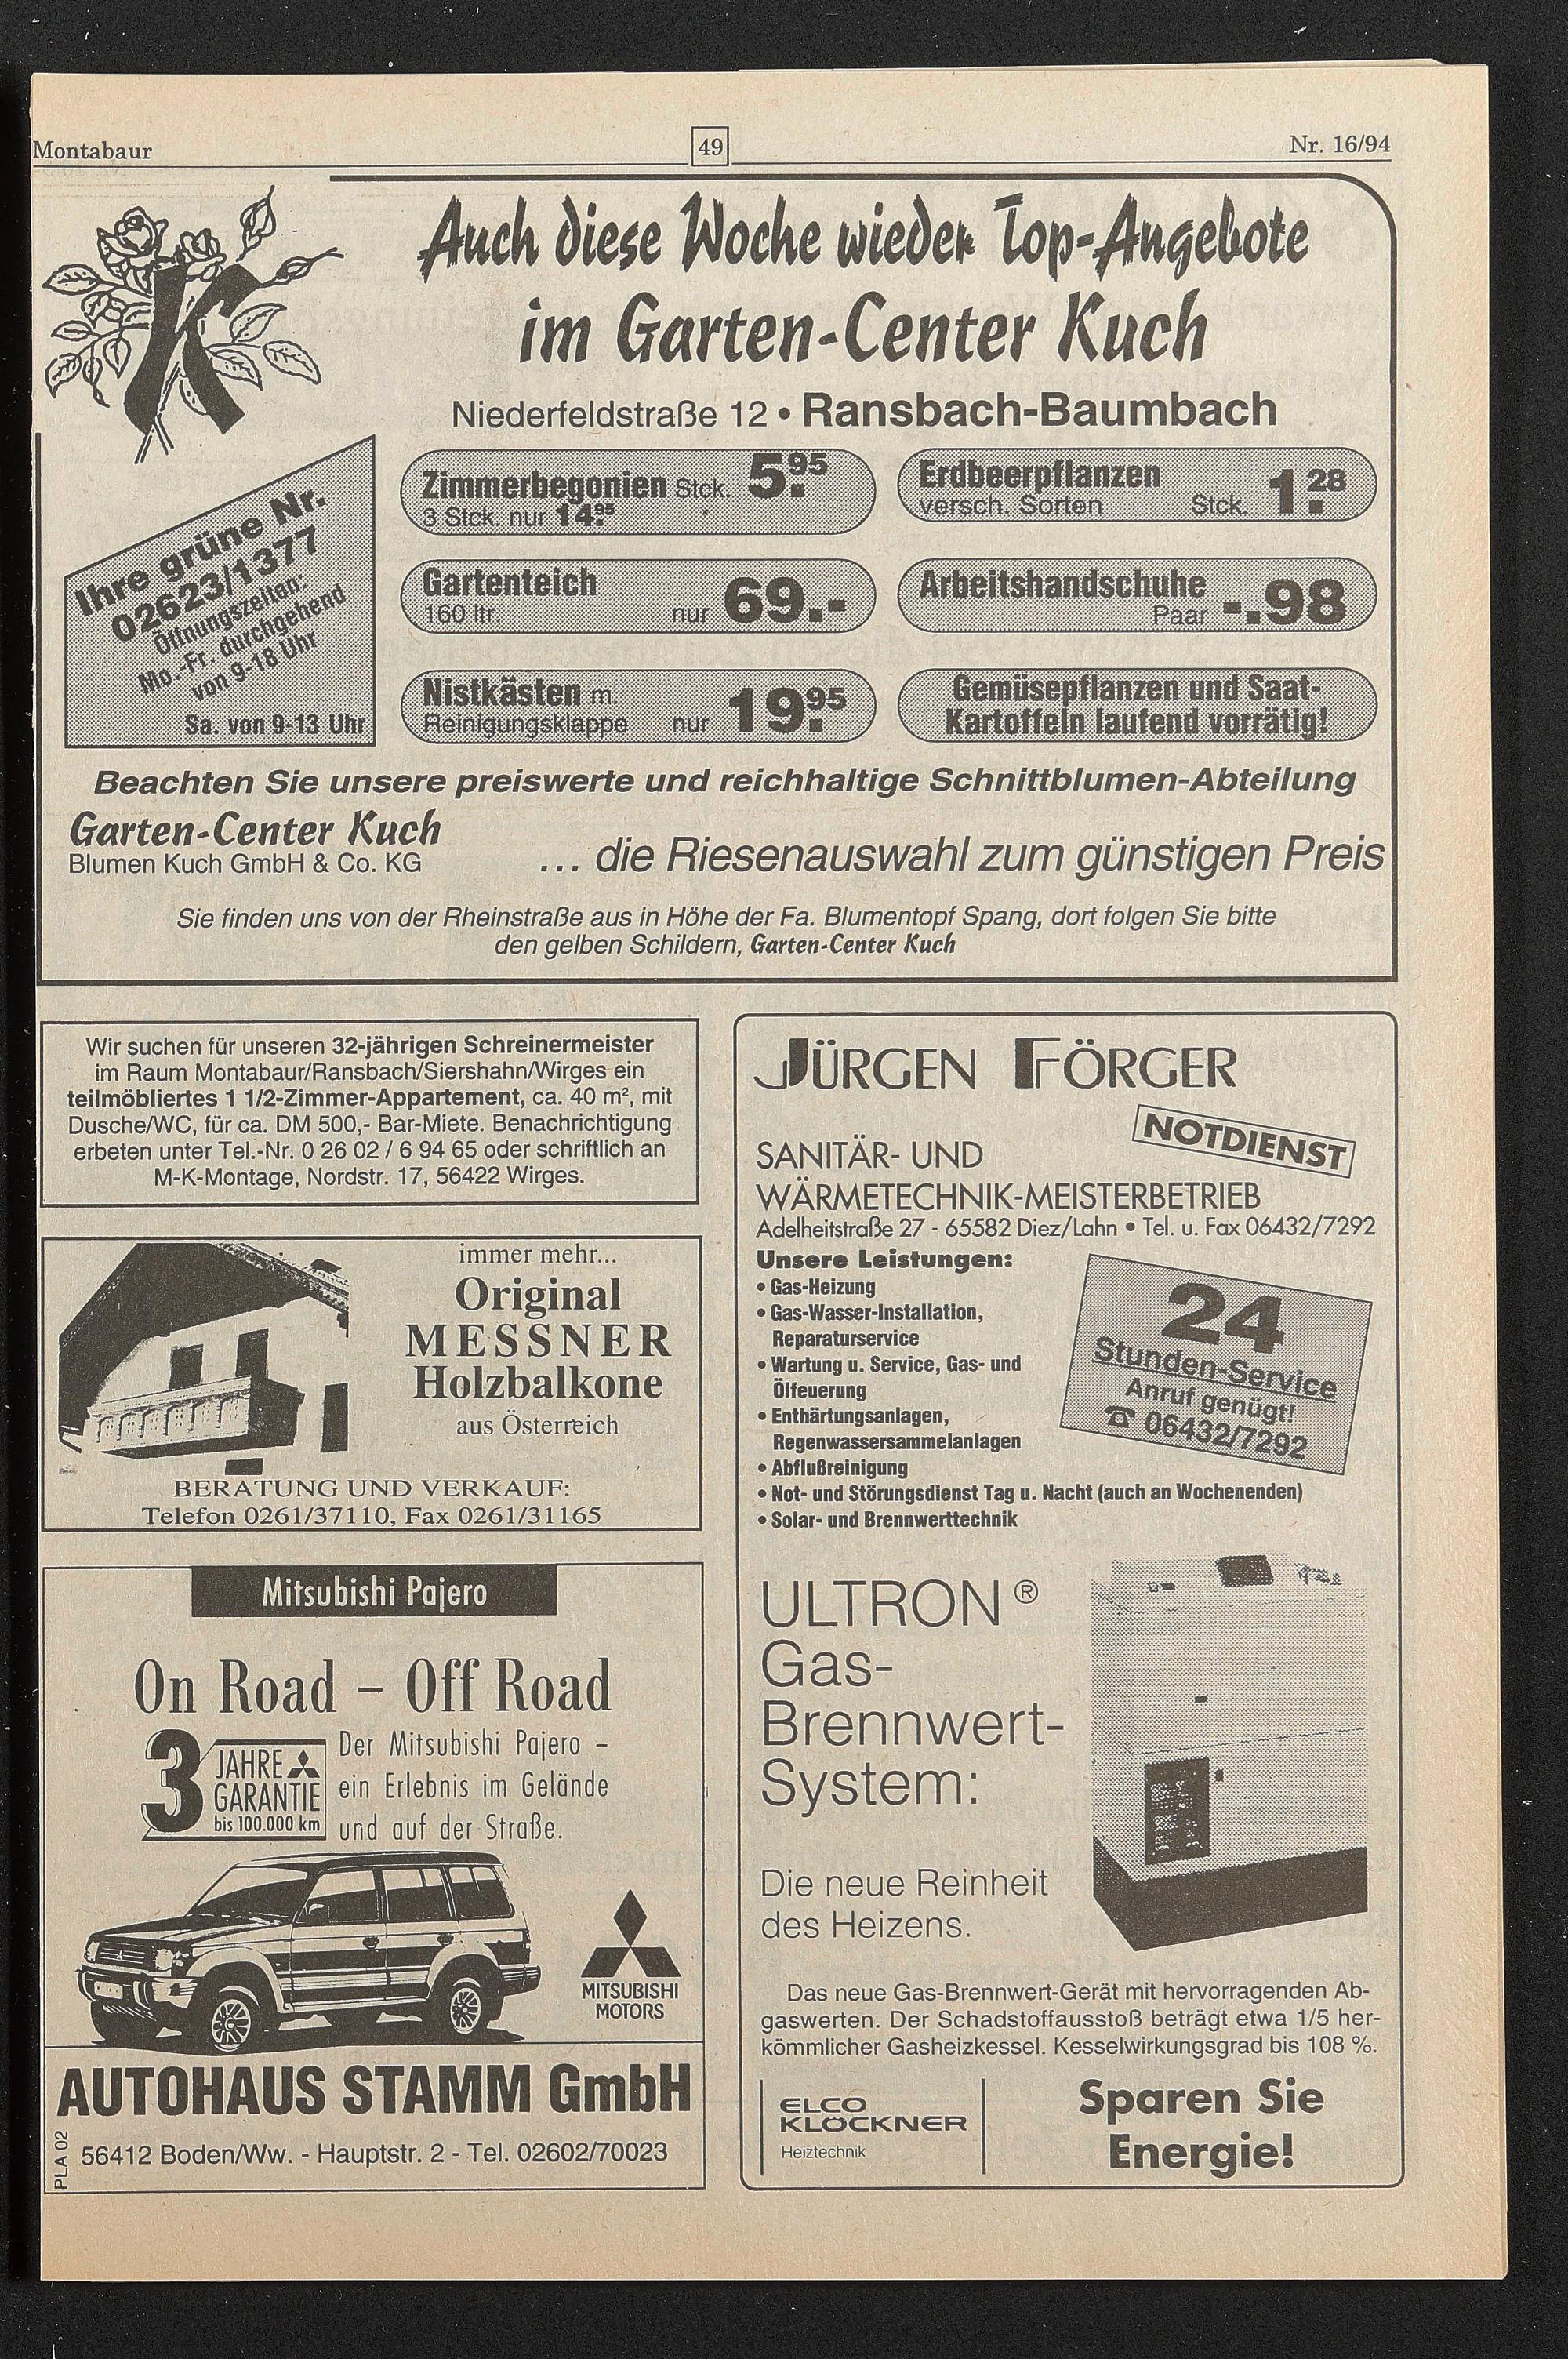 Montabaur
49
Nr. 16/94
Auch diese Woche wieder Top-Angebote
im Garten-Center Kuch
Niederfeldstraße 12 • Ransbach-Baumbach
Ihre grüne Nr.
02623/1377
Öffnungszeiten:
Mo.-Fr. durchgehend
von 9-18 Uhr
Sa. von 9-13 Uhr
Zimmerbegonien Stck. 5.95
3 Stck. nur 14.95
Erdbeerpflanzen
versch. Sorten Stck. 1.28
Gartenteich
160 ltr. nur 69.-
Arbeitshandschuhe
Paar -.98
Nistkästen m.
Reinigungsklappe nur 19.95
Gemüsepflanzen und Saat-
Kartoffeln laufend vorrätig!
Beachten Sie unsere preiswerte und reichhaltige Schnittblumen-Abteilung
Garten-Center Kuch
Blumen Kuch GmbH & Co. KG
... die Riesenauswahl zum günstigen Preis
Sie finden uns von der Rheinstraße aus in Höhe der Fa. Blumentopf Spang, dort folgen Sie bitte
den gelben Schildern, Garten-Center Kuch
Wir suchen für unseren 32-jährigen Schreinermeister
im Raum Montabaur/Ransbach/Siershahn/Wirges ein
teilmöbliertes 1 1/2-Zimmer-Appartement, ca. 40 m², mit
Dusche/WC, für ca. DM 500,- Bar-Miete. Benachrichtigung
erbeten unter Tel.-Nr. 0 26 02 / 6 94 65 oder schriftlich an
M-K-Montage, Nordstr. 17, 56422 Wirges.
immer mehr...
Original
MESSNER
Holzbalkone
aus Österreich
BERATUNG UND VERKAUF:
Telefon 0261/37110, Fax 0261/31165
Mitsubishi Pajero
On Road – Off Road
3 JAHRE
GARANTIE
bis 100.000 km
Der Mitsubishi Pajero –
ein Erlebnis im Gelände
und auf der Straße.
MITSUBISHI
MOTORS
AUTOHAUS STAMM GmbH
56412 Boden/Ww. - Hauptstr. 2 - Tel. 02602/70023
PLA 02
JÜRGEN FÖRGER
NOTDIENST
SANITÄR- UND
WÄRMETECHNIK-MEISTERBETRIEB
Adelheitstraße 27 - 65582 Diez/Lahn • Tel. u. Fax 06432/7292
Unsere Leistungen:
• Gas-Heizung
• Gas-Wasser-Installation,
Reparaturservice
• Wartung u. Service, Gas- und
Ölfeuerung
• Enthärtungsanlagen,
Regenwassersammelanlagen
• Abflußreinigung
• Not- und Störungsdienst Tag u. Nacht (auch an Wochenenden)
• Solar- und Brennwerttechnik
24
Stunden-Service
Anruf genügt!
☎ 06432/7292
ULTRON®
Gas-
Brennwert-
System:
Die neue Reinheit
des Heizens.
Das neue Gas-Brennwert-Gerät mit hervorragenden Ab-
gaswerten. Der Schadstoffausstoß beträgt etwa 1/5 her-
kömmlicher Gasheizkessel. Kesselwirkungsgrad bis 108 %.
ELCO
KLÖCKNER
Heiztechnik
Sparen Sie
Energie!